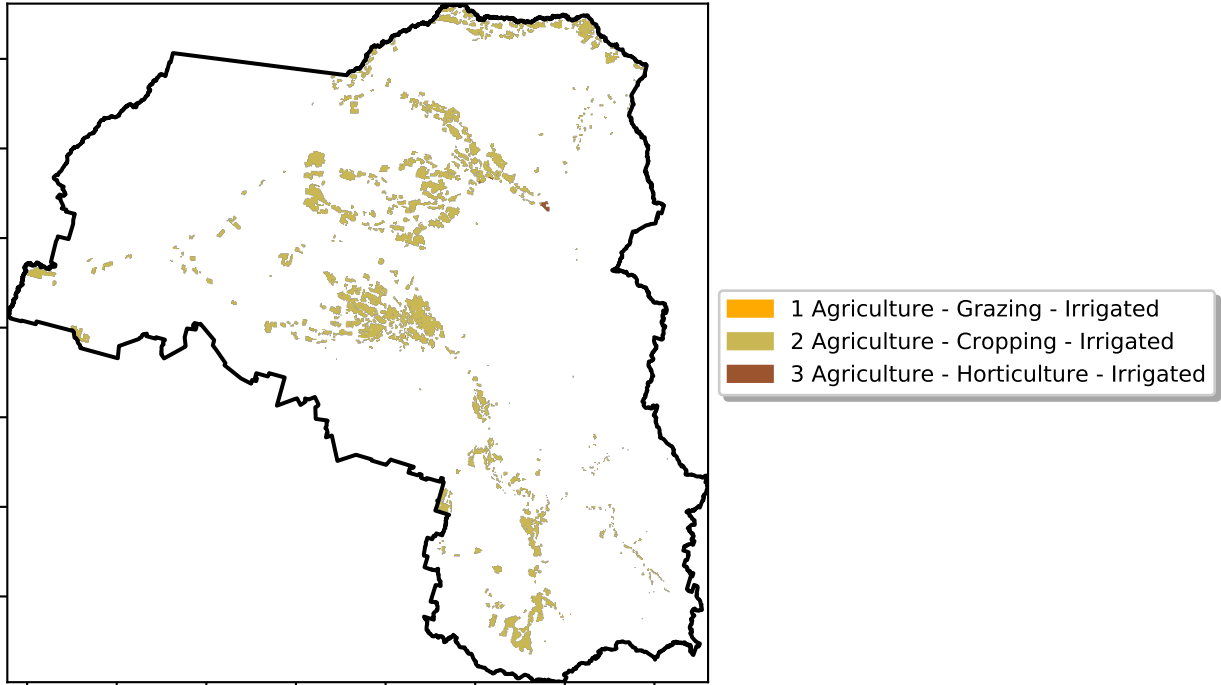 1 Agriculture - Grazing - Irrigated
2 Agriculture - Cropping - Irrigated
3 Agriculture - Horticulture - Irrigated